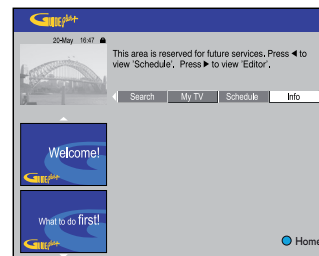 GUIDE Plus+
20-May 16:47
This area is reserved for future services. Press ◄ to
view 'Schedule'. Press ► to view 'Editor'.
Search My TV Schedule Info
Welcome!
GUIDE Plus+
What to do first!
GUIDE Plus+
Home